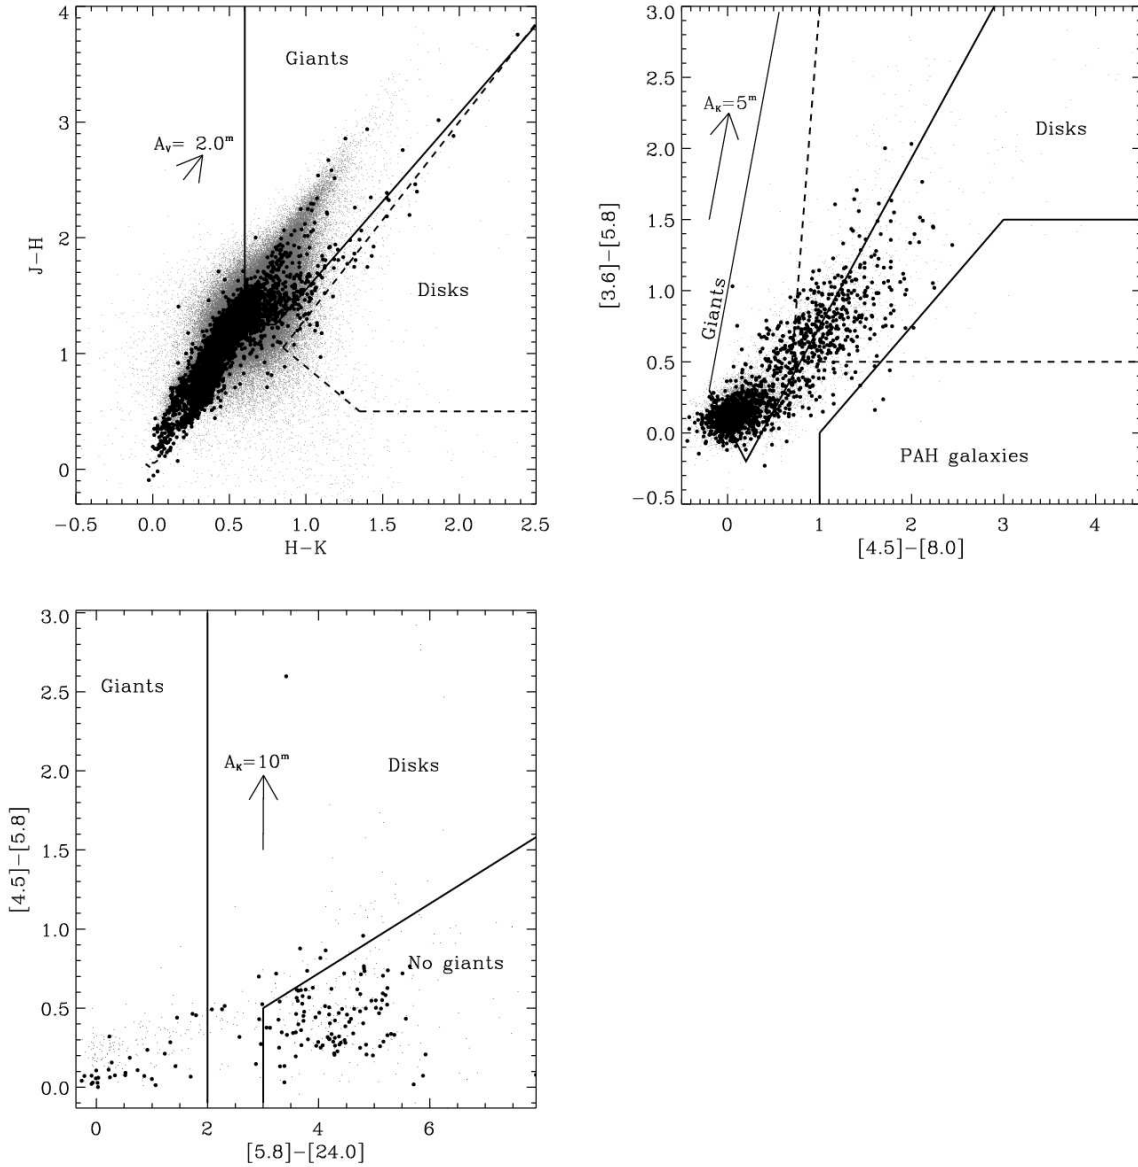 4
3
2
1
0
J-H
Giants
A_V= 2.0^m
Disks
-0.5 0.0 0.5 1.0 1.5 2.0 2.5
H-K
3.0
2.5
2.0
1.5
1.0
0.5
0.0
-0.5
[3.6]-[5.8]
A_K=5^m
Disks
Giants
PAH galaxies
0 1 2 3 4
[4.5]-[8.0]
3.0
2.5
2.0
1.5
1.0
0.5
0.0
[4.5]-[5.8]
Giants
A_K=10^m
Disks
No giants
0 2 4 6
[5.8]-[24.0]